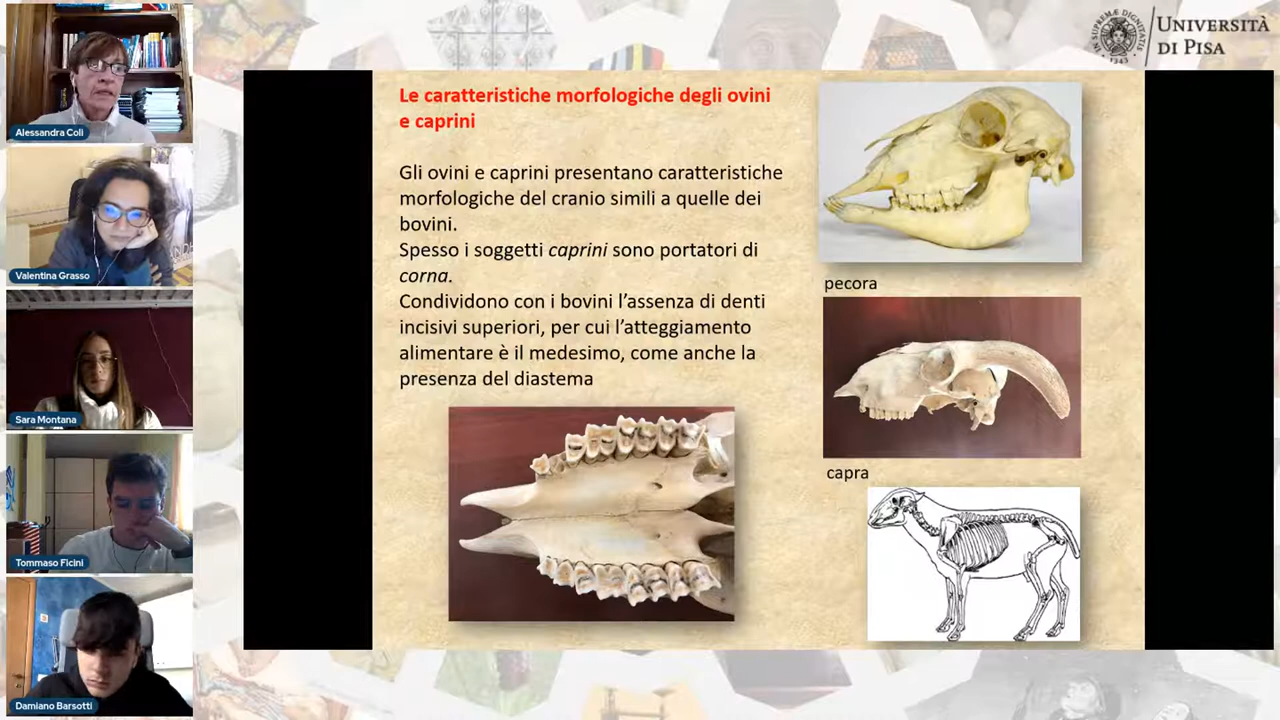 UNIVERSITÀ
DI PISA
Alessandra Coli
Valentina Grasso
Sara Montana
Tommaso Ficini
Damiano Barsotti
Le caratteristiche morfologiche degli ovini
e caprini
Gli ovini e caprini presentano caratteristiche
morfologiche del cranio simili a quelle dei
bovini.
Spesso i soggetti caprini sono portatori di
corna.
Condividono con i bovini l’assenza di denti
incisivi superiori, per cui l’atteggiamento
alimentare è il medesimo, come anche la
presenza del diastema
pecora
capra